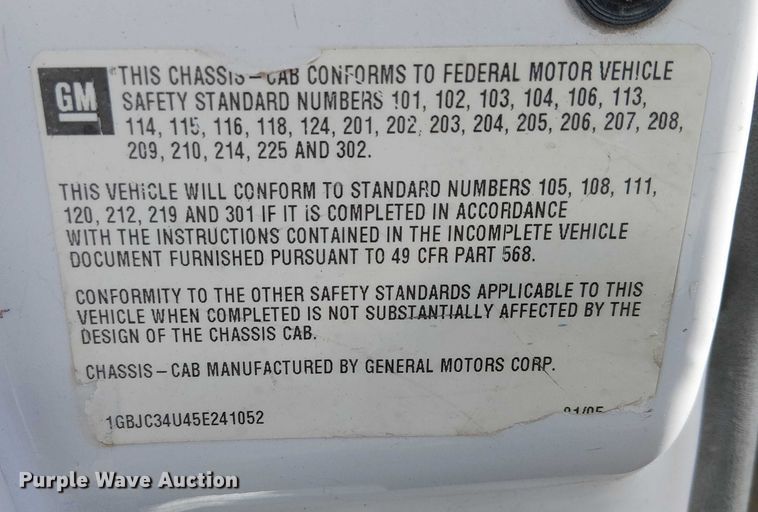 GM
THIS CHASSIS-CAB CONFORMS TO FEDERAL MOTOR VEHICLE
SAFETY STANDARD NUMBERS 101, 102, 103, 104, 106, 113,
114, 115, 116, 118, 124, 201, 202, 203, 204, 205, 206, 207, 208,
209, 210, 214, 225 AND 302.
THIS VEHICLE WILL CONFORM TO STANDARD NUMBERS 105, 108, 111,
120, 212, 219 AND 301 IF IT IS COMPLETED IN ACCORDANCE
WITH THE INSTRUCTIONS CONTAINED IN THE INCOMPLETE VEHICLE
DOCUMENT FURNISHED PURSUANT TO 49 CFR PART 568.
CONFORMITY TO THE OTHER SAFETY STANDARDS APPLICABLE TO THIS
VEHICLE WHEN COMPLETED IS NOT SUBSTANTIALLY AFFECTED BY THE
DESIGN OF THE CHASSIS CAB.
CHASSIS-CAB MANUFACTURED BY GENERAL MOTORS CORP.
1GBJC34U45E241052 01/05
Purple Wave Auction